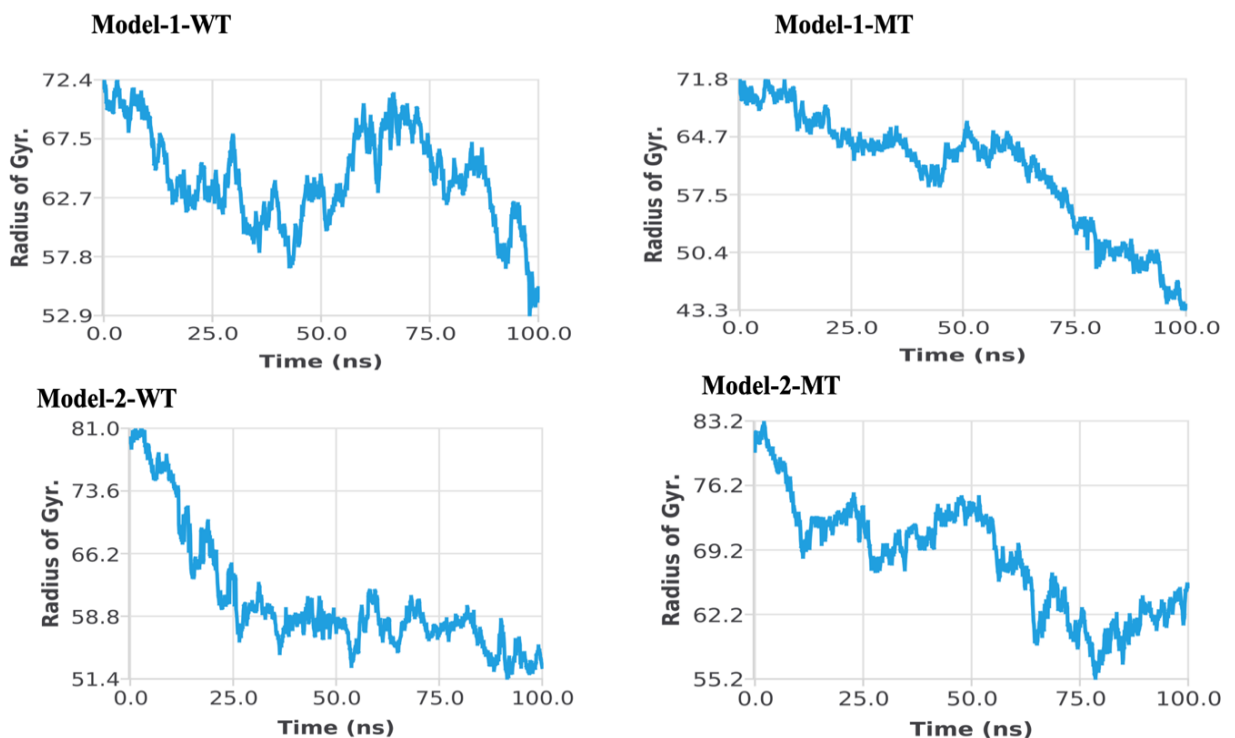 Model-1-WT
Radius of Gyr.
72.4
67.5
62.7
57.8
52.9
0.0 25.0 50.0 75.0 100.0
Time (ns)
Model-1-MT
Radius of Gyr.
71.8
64.7
57.5
50.4
43.3
0.0 25.0 50.0 75.0 100.0
Time (ns)
Model-2-WT
Radius of Gyr.
81.0
73.6
66.2
58.8
51.4
0.0 25.0 50.0 75.0 100.0
Time (ns)
Model-2-MT
Radius of Gyr.
83.2
76.2
69.2
62.2
55.2
0.0 25.0 50.0 75.0 100.0
Time (ns)